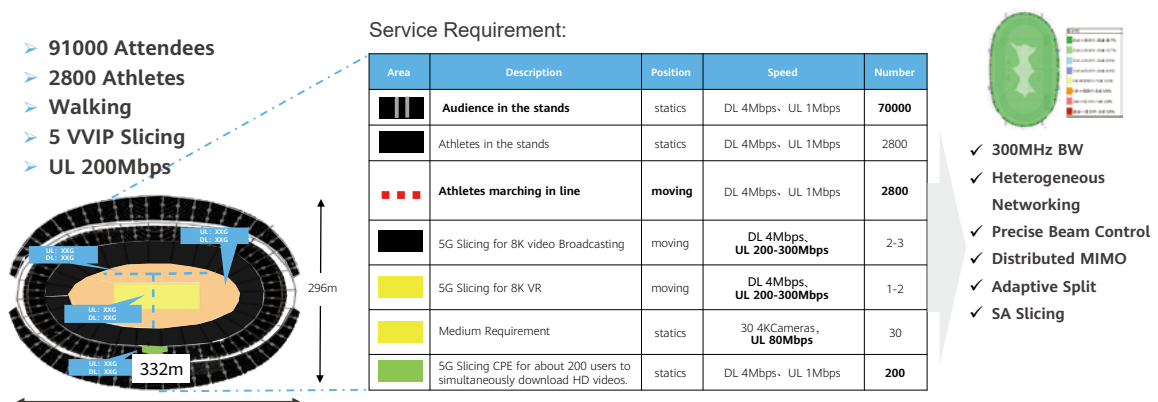 91000 Attendees
2800 Athletes
Walking
5 VVIP Slicing
UL 200Mbps
UL: XXG
DL: XXG
UL: XXG
DL: XXG
UL: XXG
DL: XXG
UL: XXG
DL: XXG
332m
296m
Service Requirement:
Area Description Position Speed Number
Audience in the stands statics DL 4Mbps、UL 1Mbps 70000
Athletes in the stands statics DL 4Mbps、UL 1Mbps 2800
Athletes marching in line moving DL 4Mbps、UL 1Mbps 2800
5G Slicing for 8K video Broadcasting moving DL 4Mbps、 2-3
UL 200-300Mbps
5G Slicing for 8K VR moving DL 4Mbps、 1-2
UL 200-300Mbps
Medium Requirement statics 30 4KCameras, 30
UL 80Mbps
5G Slicing CPE for about 200 users to
simultaneously download HD videos. statics DL 4Mbps、UL 1Mbps 200
✓ 300MHz BW
✓ Heterogeneous
Networking
✓ Precise Beam Control
✓ Distributed MIMO
✓ Adaptive Split
✓ SA Slicing